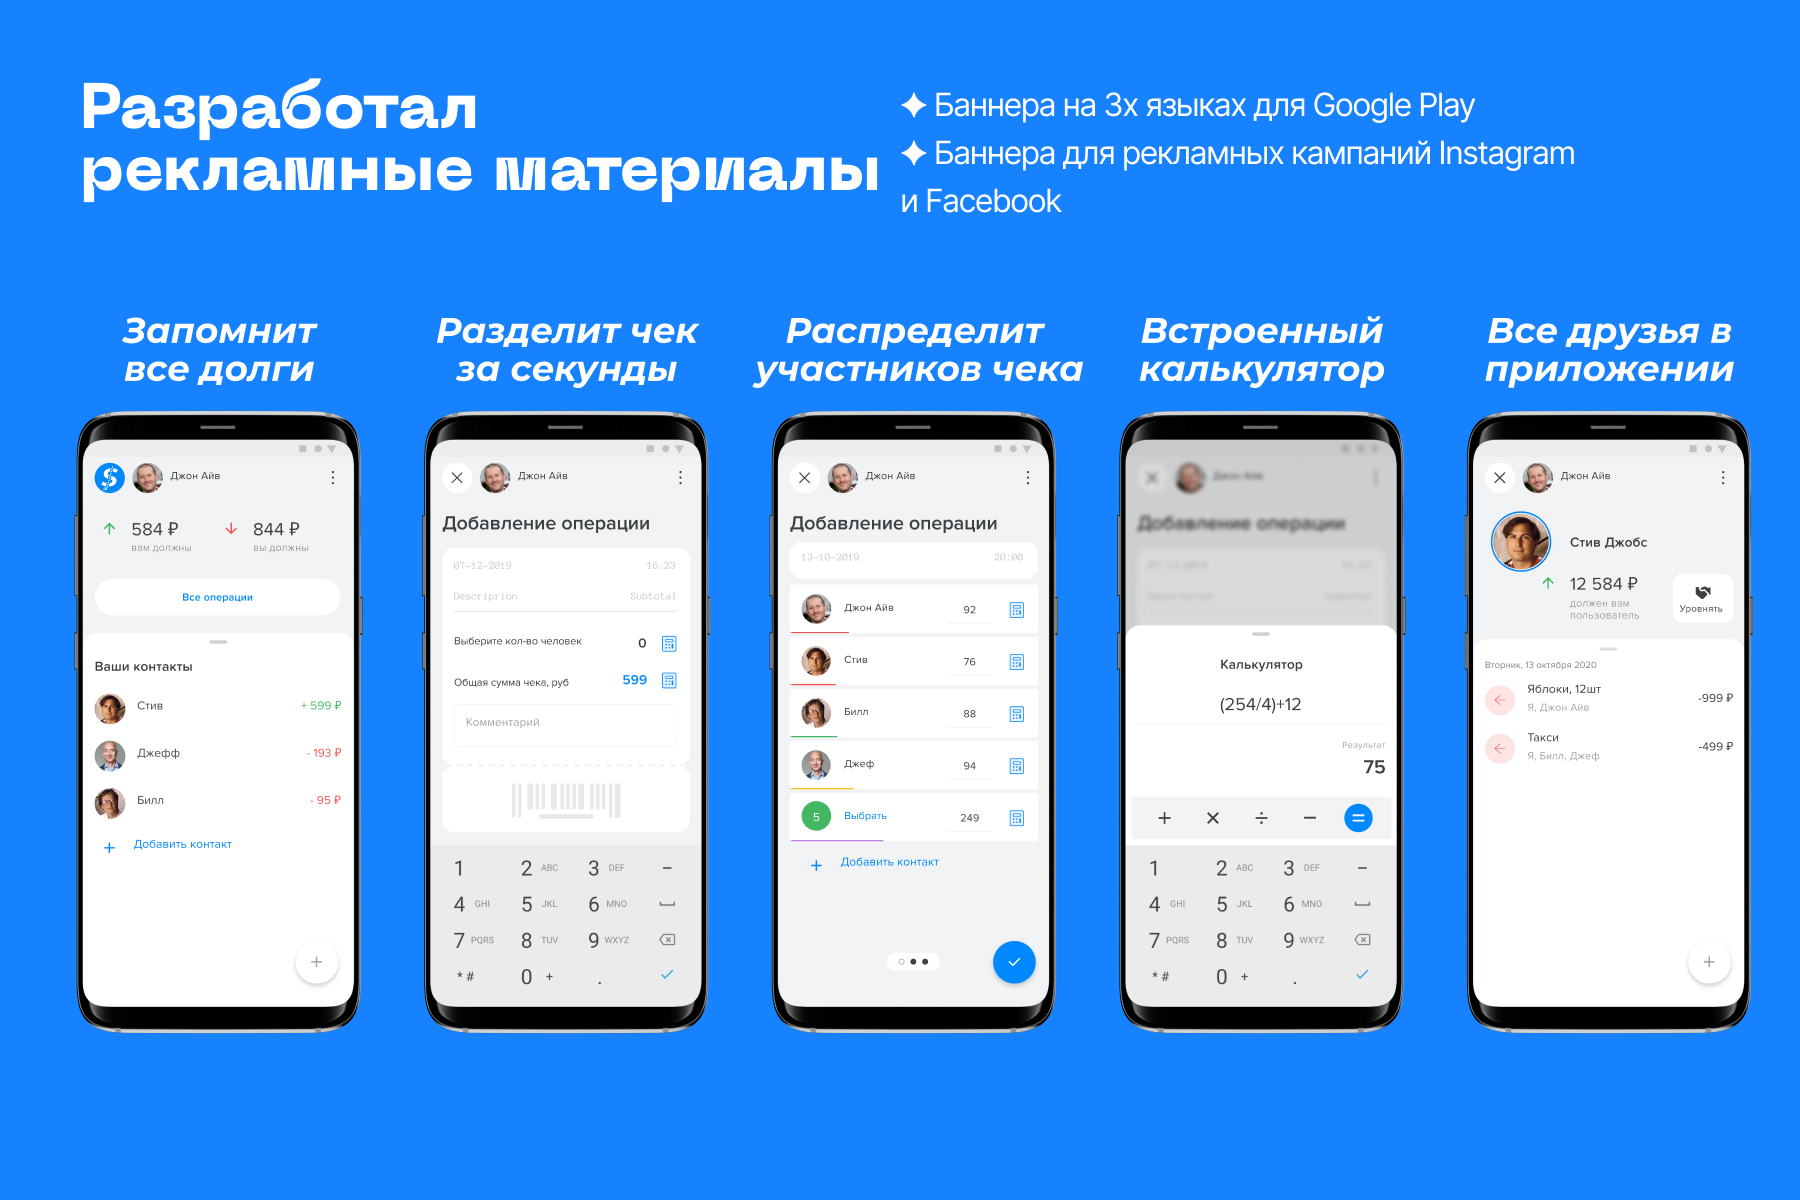 Разработал
рекламные материалы
✦ Баннера на 3х языках для Google Play
✦ Баннера для рекламных кампаний Instagram
и Facebook
Запомнит
все долги
Джон Айв
584 ₽
844 ₽
вам должны
вы должны
Все операции
Ваши контакты
Стив
+ 599 ₽
Джефф
- 193 ₽
Билл
- 95 ₽
+ Добавить контакт
+
Разделит чек
за секунды
Джон Айв
Добавление операции
07-12-2019
16:23
Descriprion
Subtotal
Выберите кол-во человек
0
Общая сумма чека, руб
599
Комментарий
1 2 ABC 3 DEF –
4 GHI 5 JKL 6 MNO
7 PQRS 8 TUV 9 WXYZ
* # 0 + .
Распределит
участников чека
Джон Айв
Добавление операции
13-10-2019
20:00
Джон Айв
92
Стив
76
Билл
88
Джеф
94
5
Выбрать
249
+ Добавить контакт
Встроенный
калькулятор
Джон Айв
Добавление операции
Калькулятор
(254/4)+12
Результат
75
+ × ÷ − =
1 2 ABC 3 DEF –
4 GHI 5 JKL 6 MNO
7 PQRS 8 TUV 9 WXYZ
* # 0 + .
Все друзья в
приложении
Джон Айв
Стив Джобс
12 584 ₽
должен вам
пользователь
Уровнять
Вторник, 13 октября 2020
Яблоки, 12шт
-999 ₽
Я, Джон Айв
Такси
-499 ₽
Я, Билл, Джеф
+